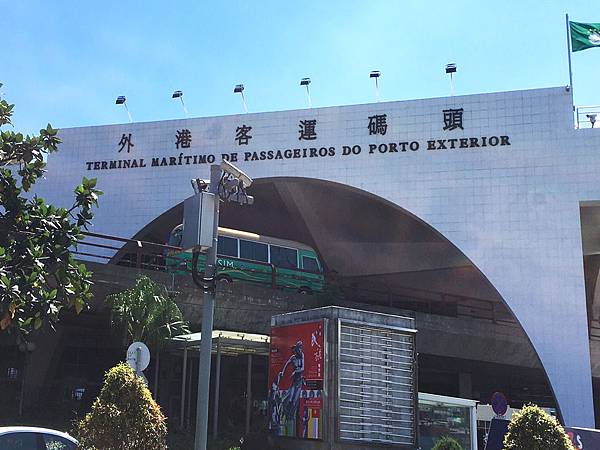 外港客運碼頭
TERMINAL MARÍTIMO DE PASSAGEIROS DO PORTO EXTERIOR